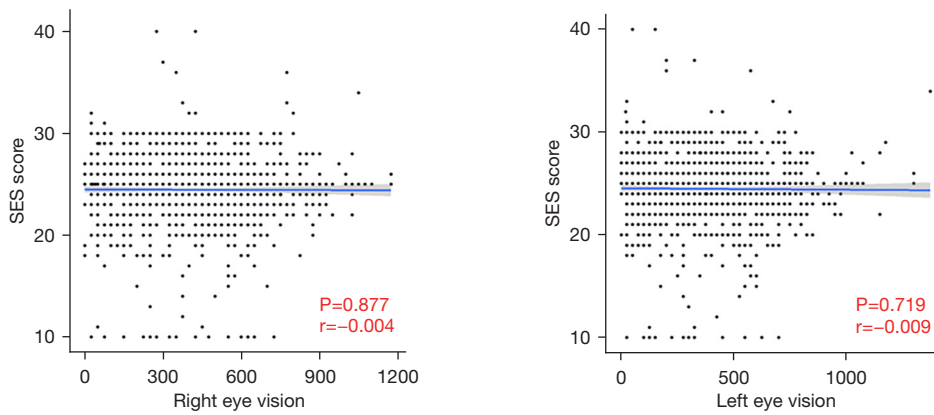 40
30
20
10
SES score
P=0.877
r=−0.004
0 300 600 900 1200
Right eye vision
40
30
20
10
SES score
P=0.719
r=−0.009
0 500 1000
Left eye vision